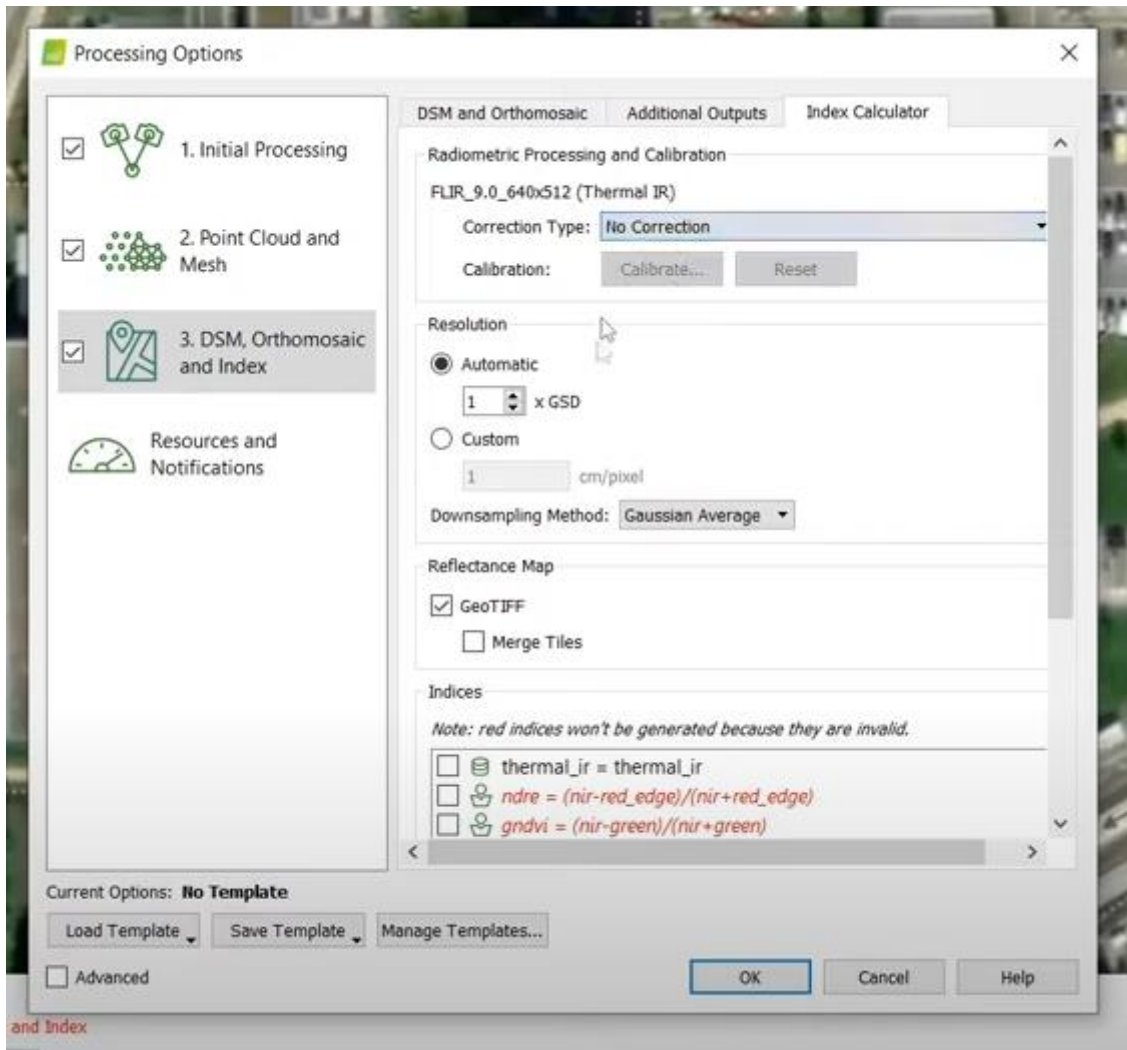 Processing Options
1. Initial Processing
2. Point Cloud and
Mesh
3. DSM, Orthomosaic
and Index
Resources and
Notifications
DSM and Orthomosaic
Additional Outputs
Index Calculator
Radiometric Processing and Calibration
FLIR_9.0_640x512 (Thermal IR)
Correction Type: No Correction
Calibration: Calibrate... Reset
Resolution
Automatic
1 x GSD
Custom
1 cm/pixel
Downsampling Method: Gaussian Average
Reflectance Map
GeoTIFF
Merge Tiles
Indices
Note: red indices won't be generated because they are invalid.
thermal_ir = thermal_ir
ndre = (nir-red_edge)/(nir+red_edge)
gndvi = (nir-green)/(nir+green)
Current Options: No Template
Load Template Save Template Manage Templates...
Advanced
OK Cancel Help
and Index